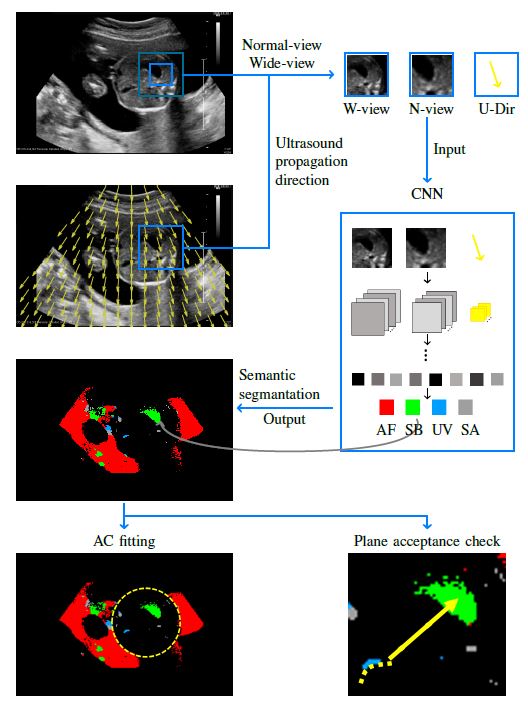 Normal-view
Wide-view
W-view N-view U-Dir
Ultrasound
propagation
direction
Input
CNN
Semantic
segmantation
Output
AF SB UV SA
AC fitting
Plane acceptance check